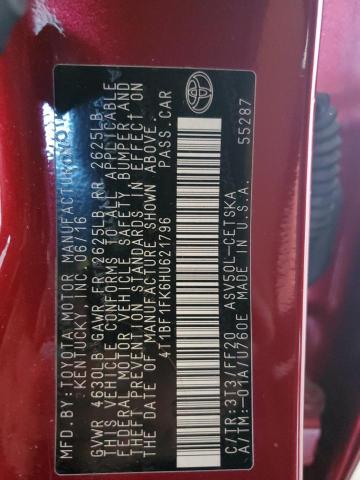 MFD. BY: TOYOTA MOTOR MANUFACTURING,
KENTUCKY, INC. 06/16
GVWR 4630LB GAWR FR 2625LB RR 2625LB
THIS VEHICLE CONFORMS TO ALL APPLICABLE
FEDERAL MOTOR VEHICLE SAFETY, BUMPER, AND
THEFT PREVENTION STANDARDS IN EFFECT ON
THE DATE OF MANUFACTURE SHOWN ABOVE.
4T1BF1FK6HU621796 PASS. CAR
C/TR:3T3/FF20 ASV50L-CETSKA
A/TM:-01A/U760E MADE IN U.S.A.
55287